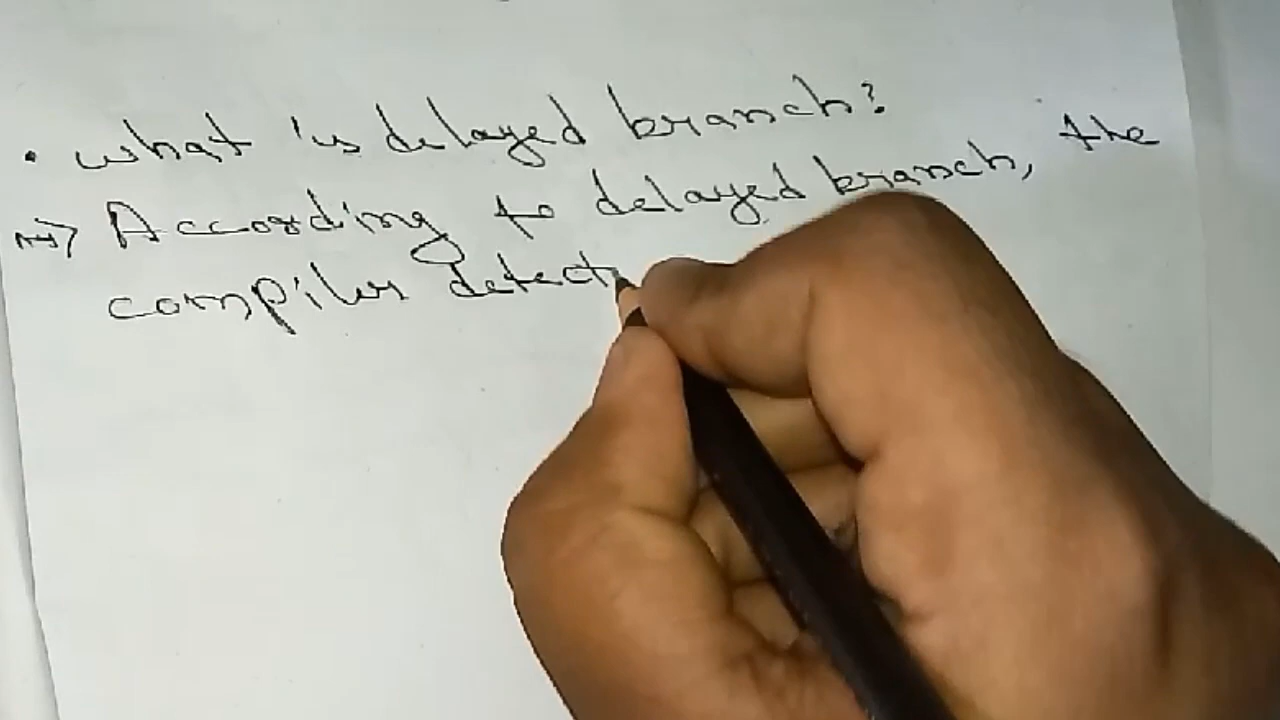 • What is delayed branch?
⇒ According to delayed branch, the
compiler detect